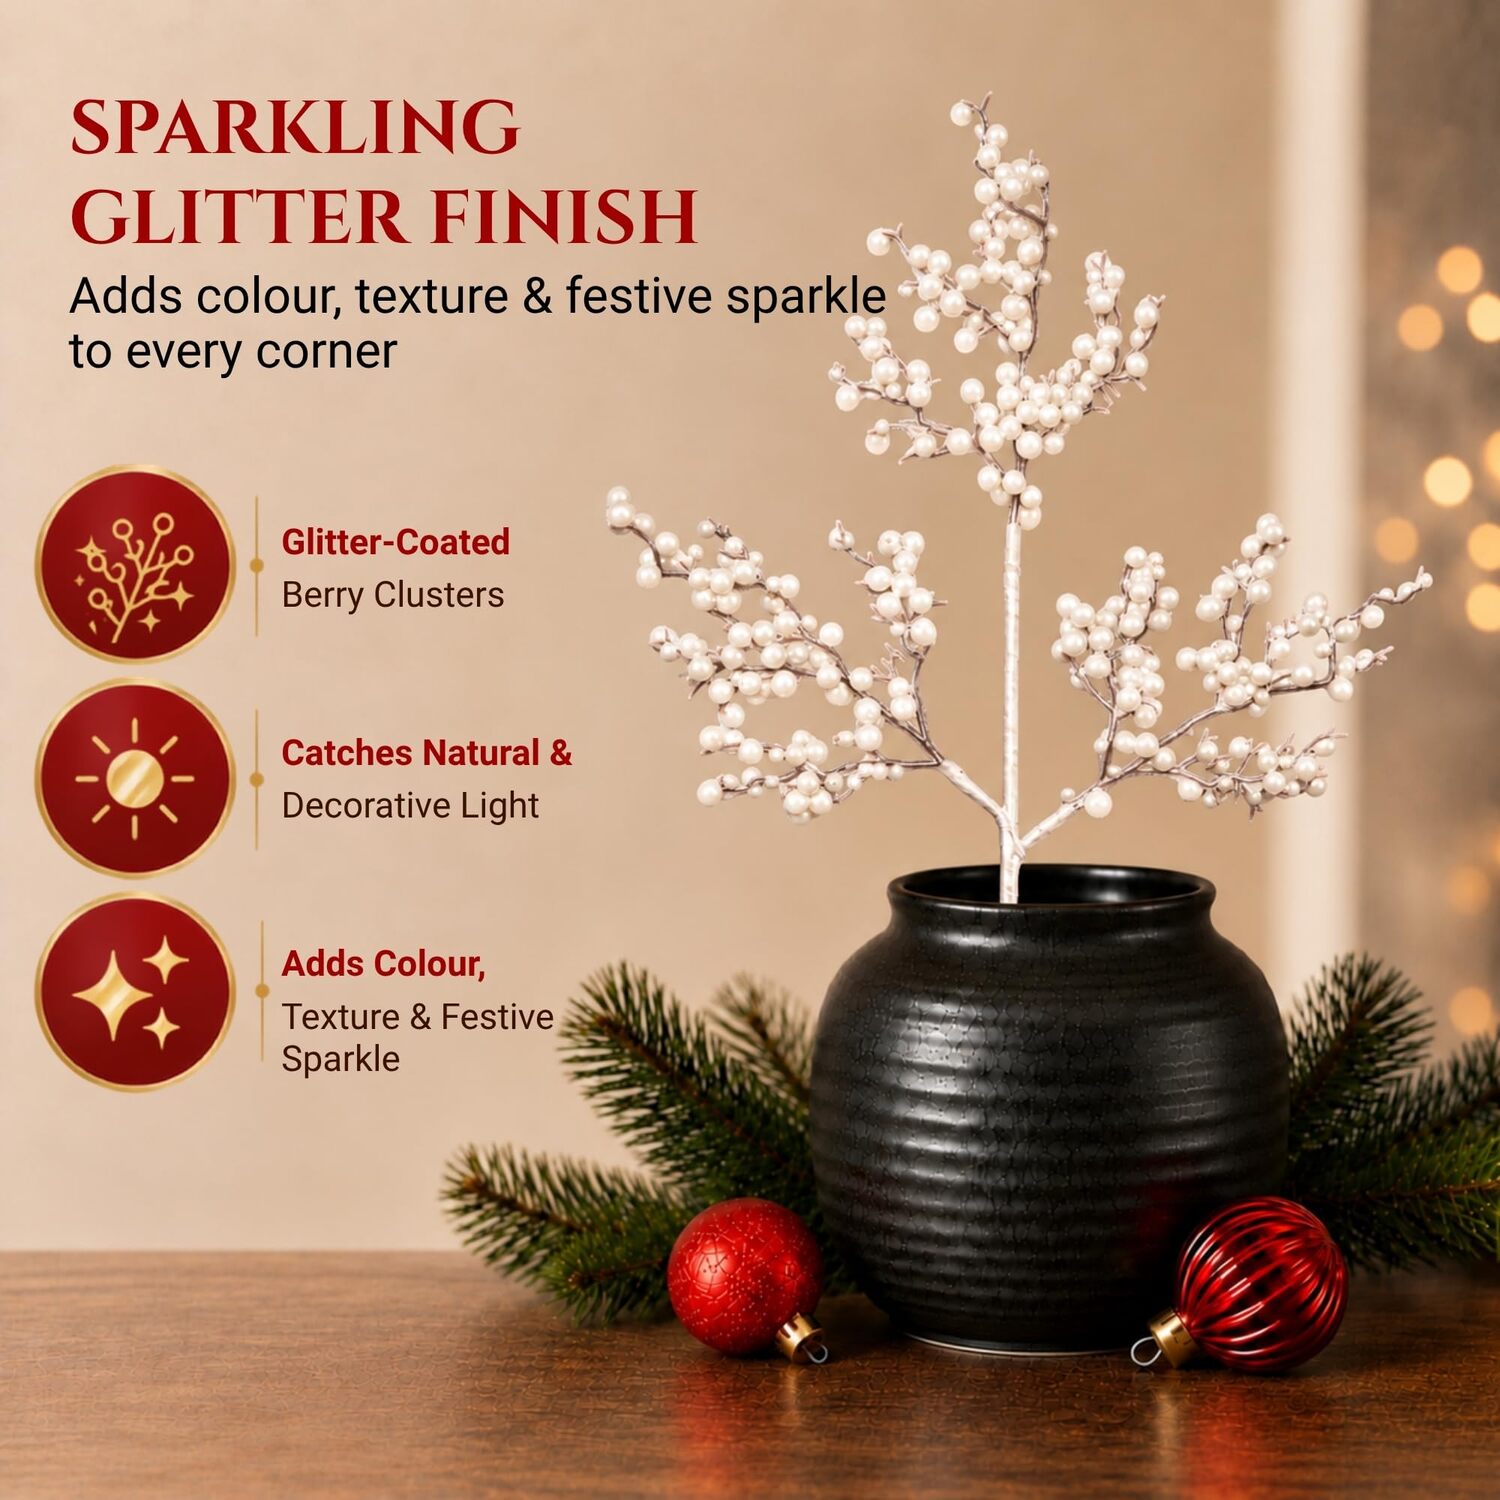 SPARKLING
GLITTER FINISH
Adds colour, texture & festive sparkle
to every corner
Glitter-Coated
Berry Clusters
Catches Natural &
Decorative Light
Adds Colour,
Texture & Festive
Sparkle